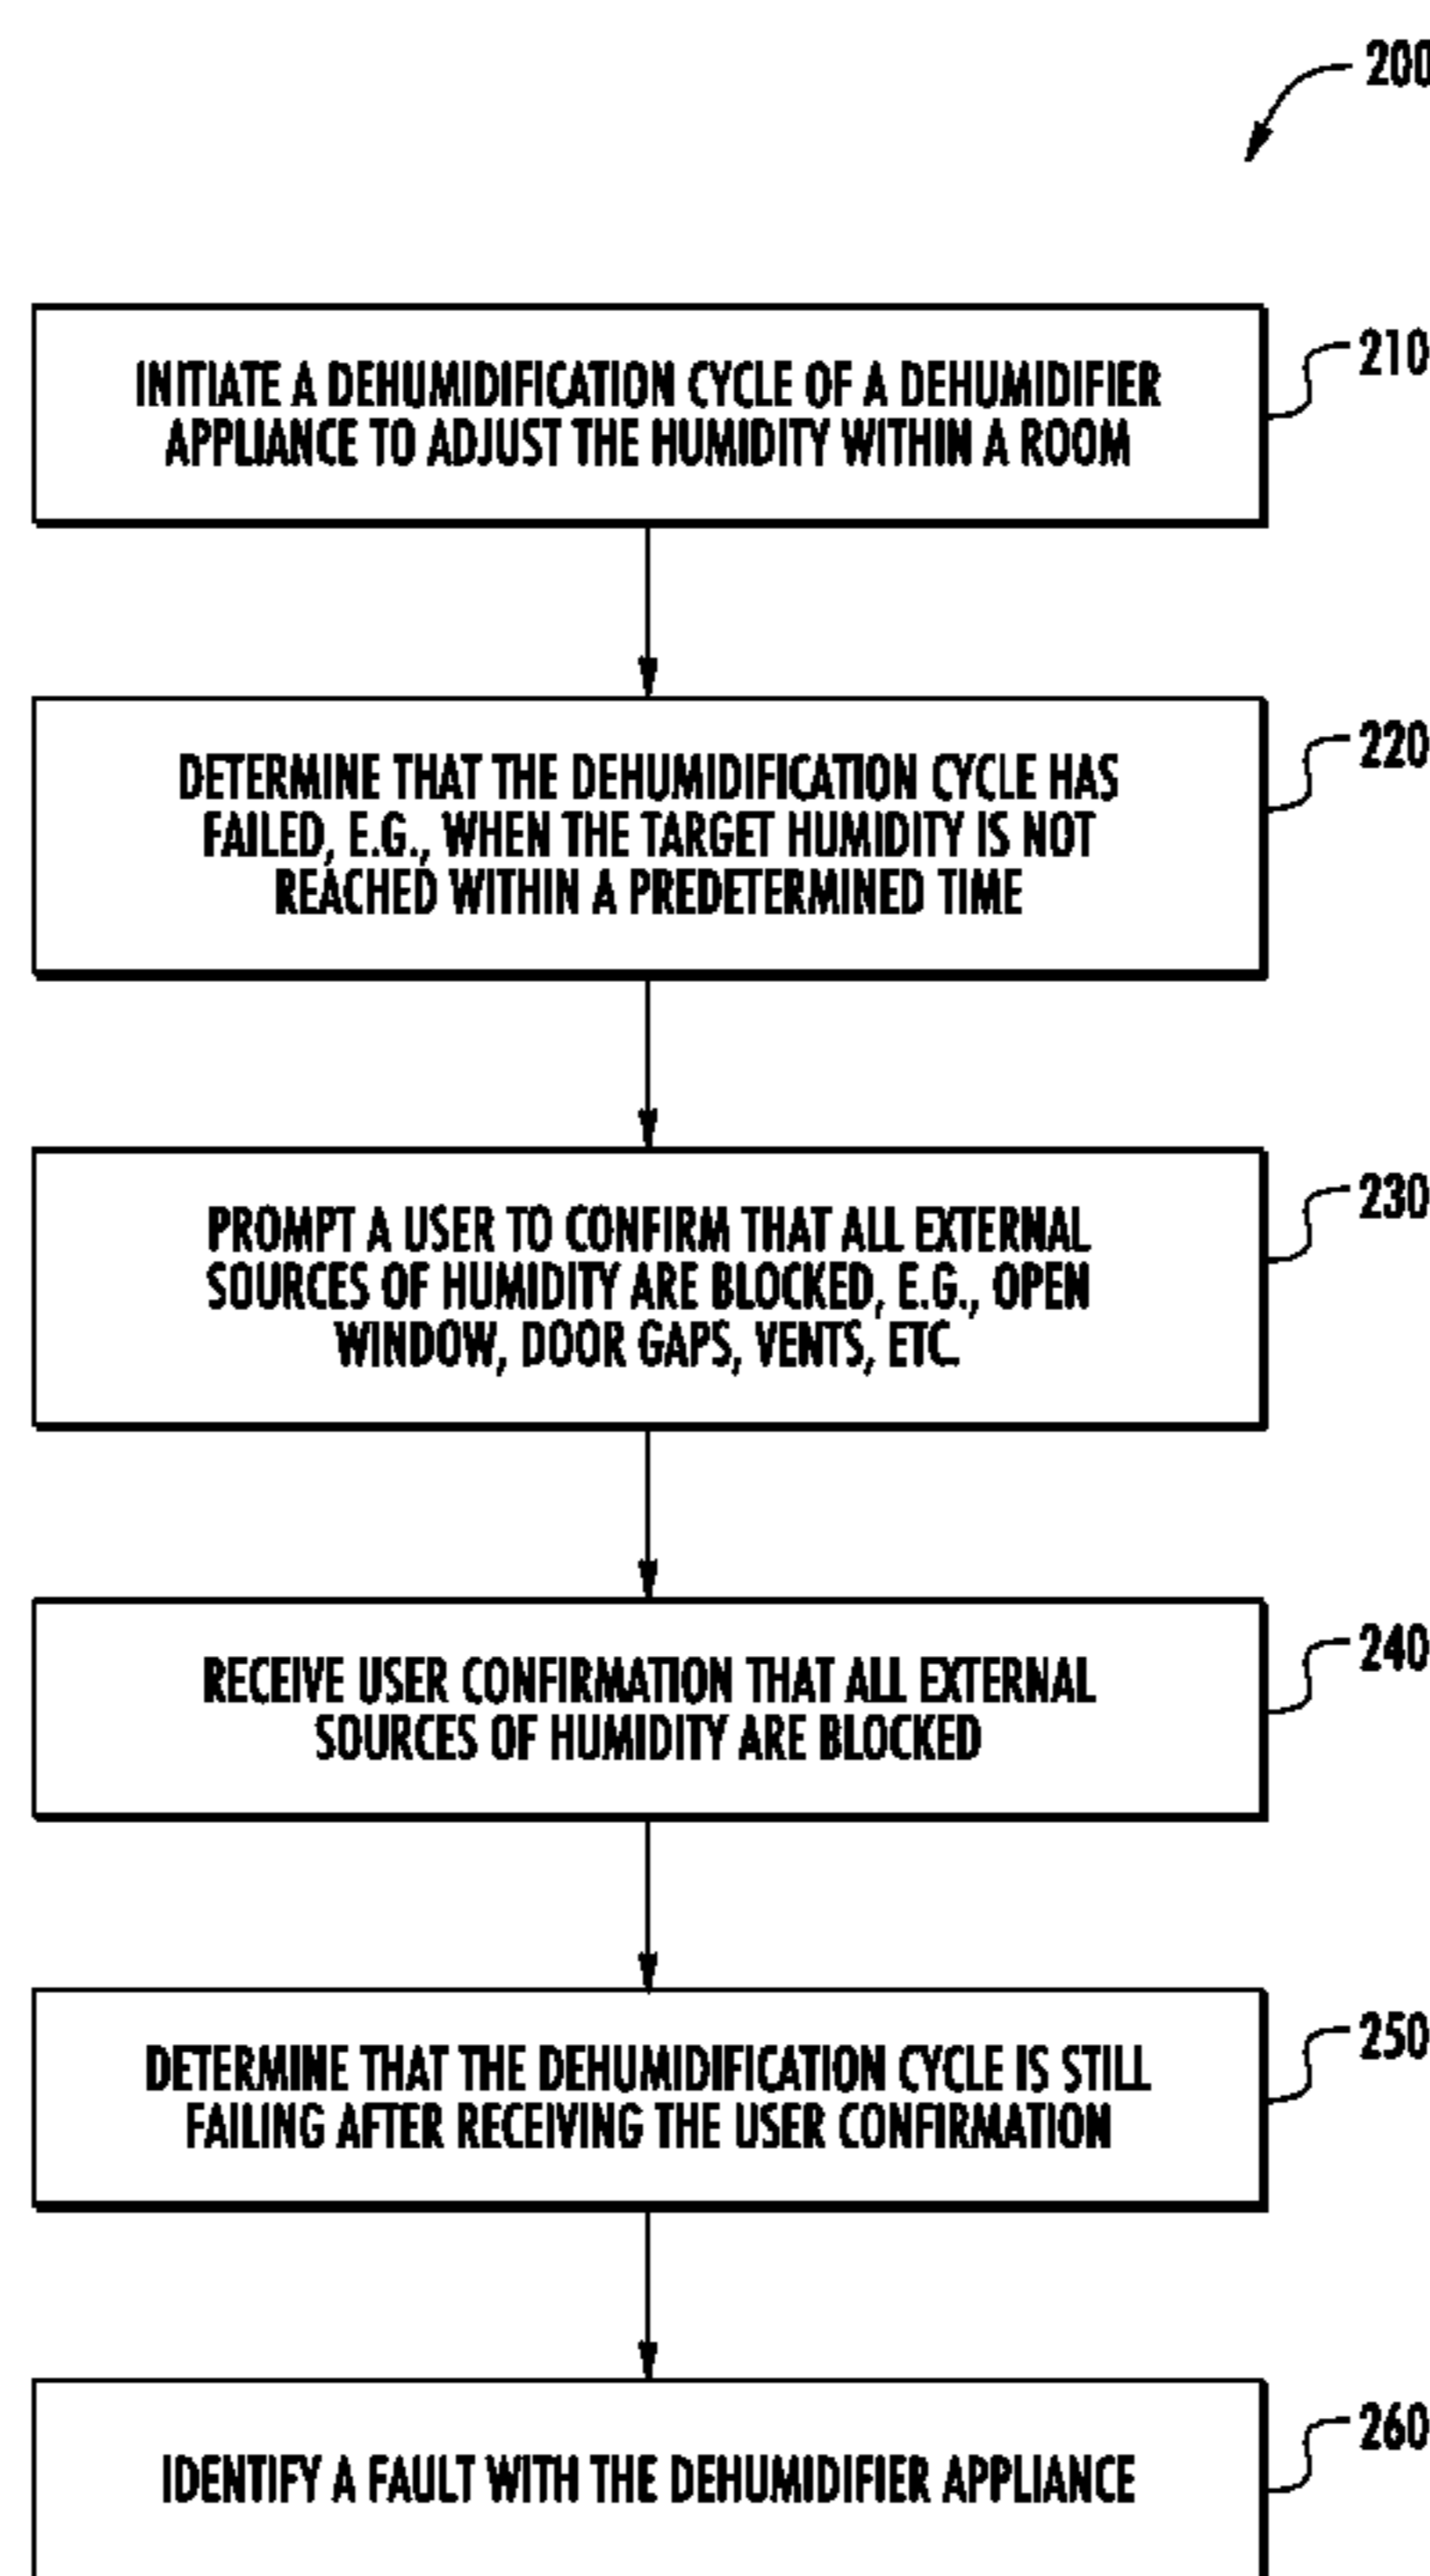 200
INITIATE A DEHUMIDIFICATION CYCLE OF A DEHUMIDIFIER
APPLIANCE TO ADJUST THE HUMIDITY WITHIN A ROOM
210
DETERMINE THAT THE DEHUMIDIFICATION CYCLE HAS
FAILED, E.G., WHEN THE TARGET HUMIDITY IS NOT
REACHED WITHIN A PREDETERMINED TIME
220
PROMPT A USER TO CONFIRM THAT ALL EXTERNAL
SOURCES OF HUMIDITY ARE BLOCKED, E.G., OPEN
WINDOW, DOOR GAPS, VENTS, ETC.
230
RECEIVE USER CONFIRMATION THAT ALL EXTERNAL
SOURCES OF HUMIDITY ARE BLOCKED
240
DETERMINE THAT THE DEHUMIDIFICATION CYCLE IS STILL
FAILING AFTER RECEIVING THE USER CONFIRMATION
250
IDENTIFY A FAULT WITH THE DEHUMIDIFIER APPLIANCE
260